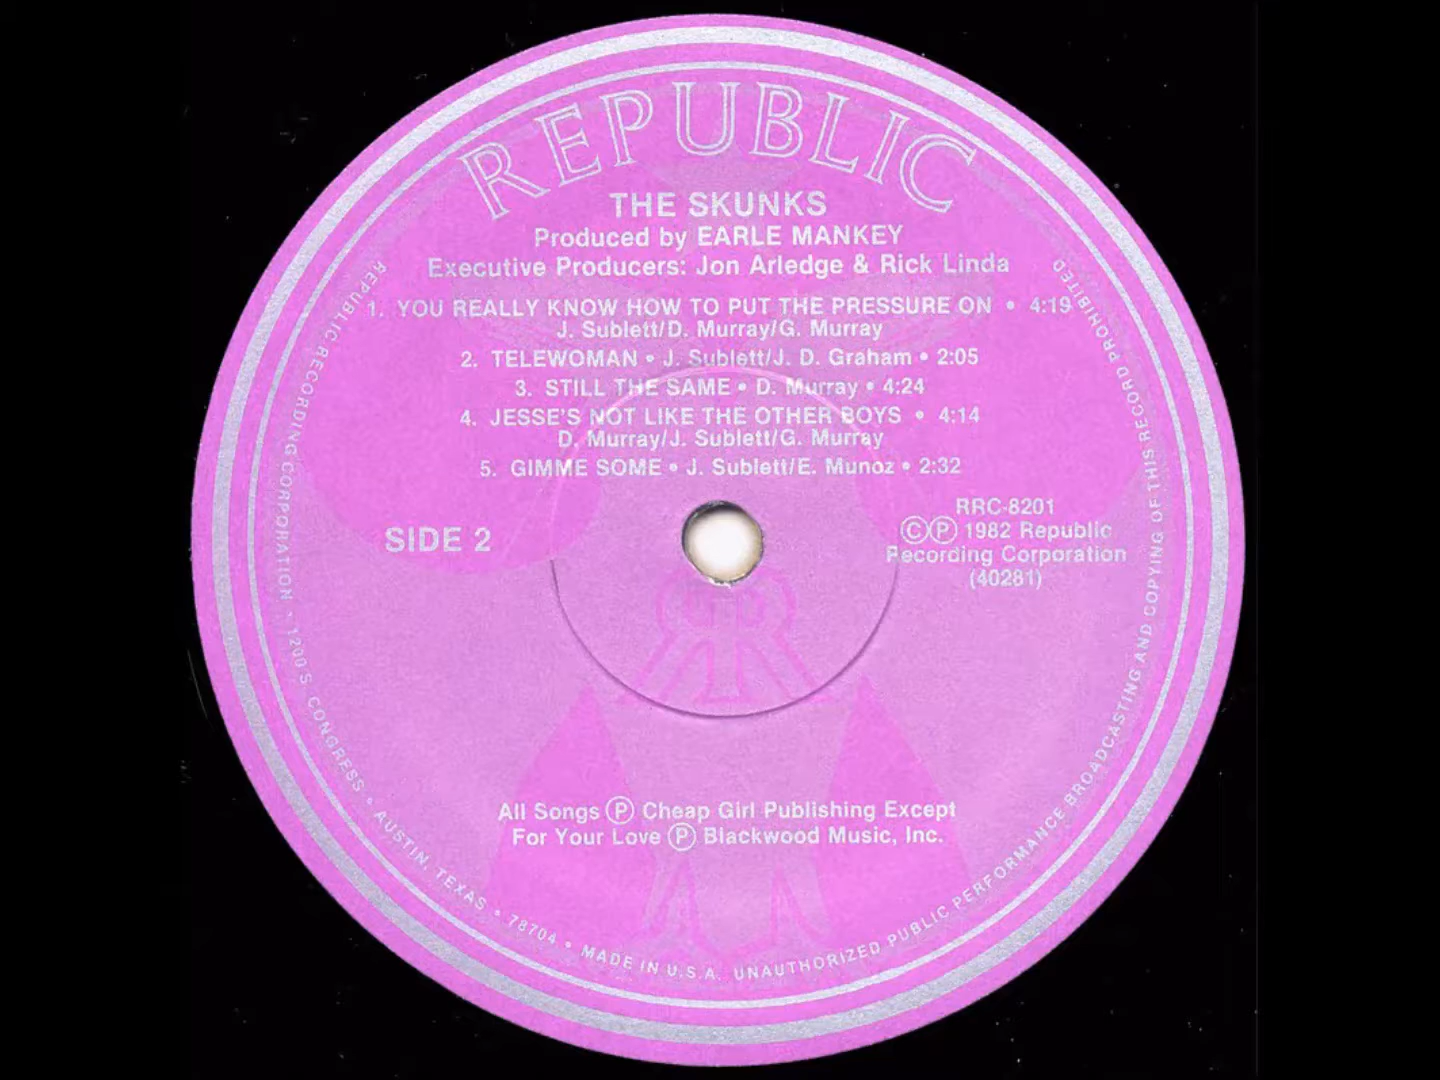 REPUBLIC
THE SKUNKS
Produced by EARLE MANKEY
Executive Producers: Jon Arledge & Rick Linda
1. YOU REALLY KNOW HOW TO PUT THE PRESSURE ON • 4:19
J. Sublett/D. Murray/G. Murray
2. TELEWOMAN • J. Sublett/J. D. Graham • 2:05
3. STILL THE SAME • D. Murray • 4:24
4. JESSE'S NOT LIKE THE OTHER BOYS • 4:14
D. Murray/J. Sublett/G. Murray
5. GIMME SOME • J. Sublett/E. Munoz • 2:32
SIDE 2
RRC-8201
©℗ 1982 Republic
Recording Corporation
(40281)
All Songs ℗ Cheap Girl Publishing Except
For Your Love ℗ Blackwood Music, Inc.
REPUBLIC RECORDING CORPORATION • 1200 S. CONGRESS • AUSTIN, TEXAS • 78704 • MADE IN U.S.A. UNAUTHORIZED PUBLIC PERFORMANCE BROADCASTING AND COPYING OF THIS RECORD PROHIBITED